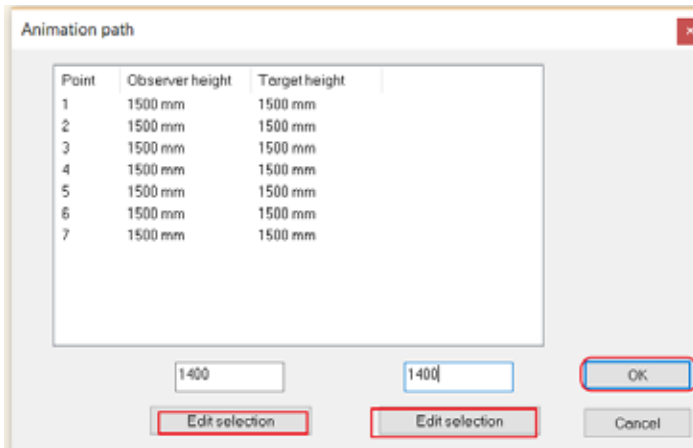 Animation path
Point Observer height Target height
1 1500 mm 1500 mm
2 1500 mm 1500 mm
3 1500 mm 1500 mm
4 1500 mm 1500 mm
5 1500 mm 1500 mm
6 1500 mm 1500 mm
7 1500 mm 1500 mm
1400 1400 OK
Edit selection Edit selection Cancel